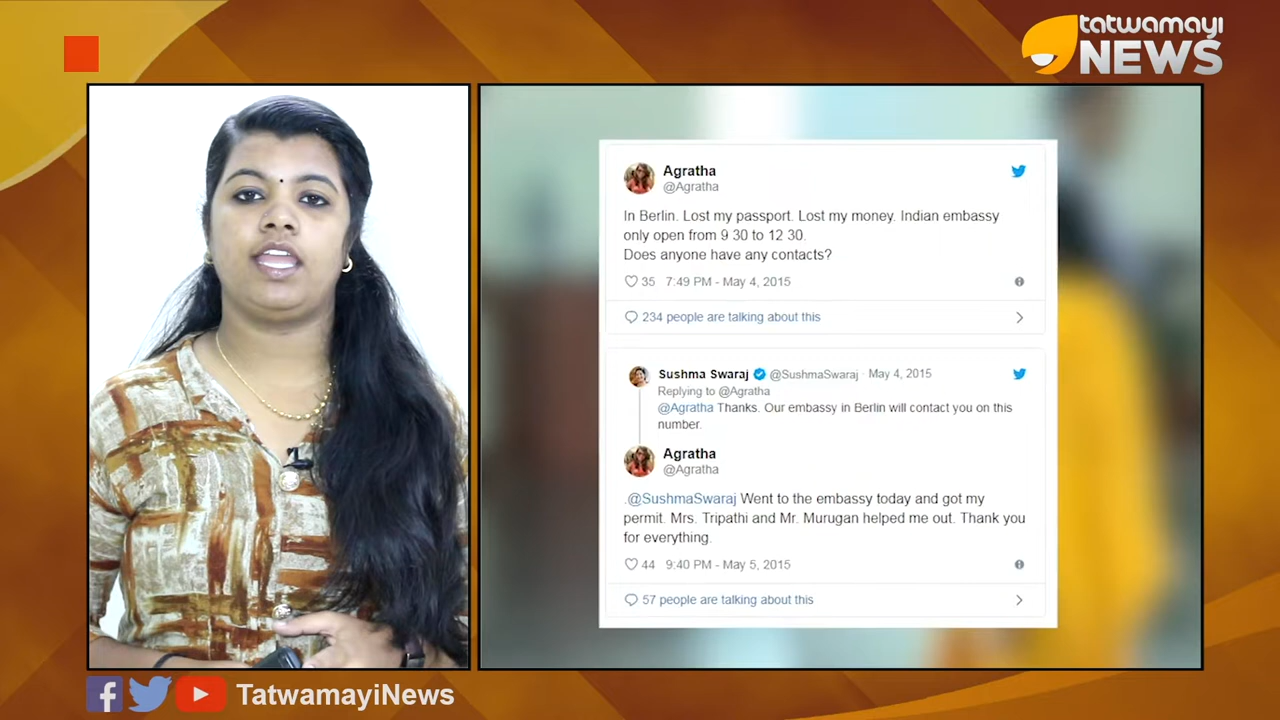 tatwamayi
NEWS
Agratha
@Agratha
In Berlin. Lost my passport. Lost my money. Indian embassy
only open from 9 30 to 12 30.
Does anyone have any contacts?
35 7:49 PM - May 4, 2015
234 people are talking about this
Sushma Swaraj @SushmaSwaraj · May 4, 2015
Replying to @Agratha
@Agratha Thanks. Our embassy in Berlin will contact you on this
number.
Agratha
@Agratha
.@SushmaSwaraj Went to the embassy today and got my
permit. Mrs. Tripathi and Mr. Murugan helped me out. Thank you
for everything.
44 9:40 PM - May 5, 2015
57 people are talking about this
TatwamayiNews